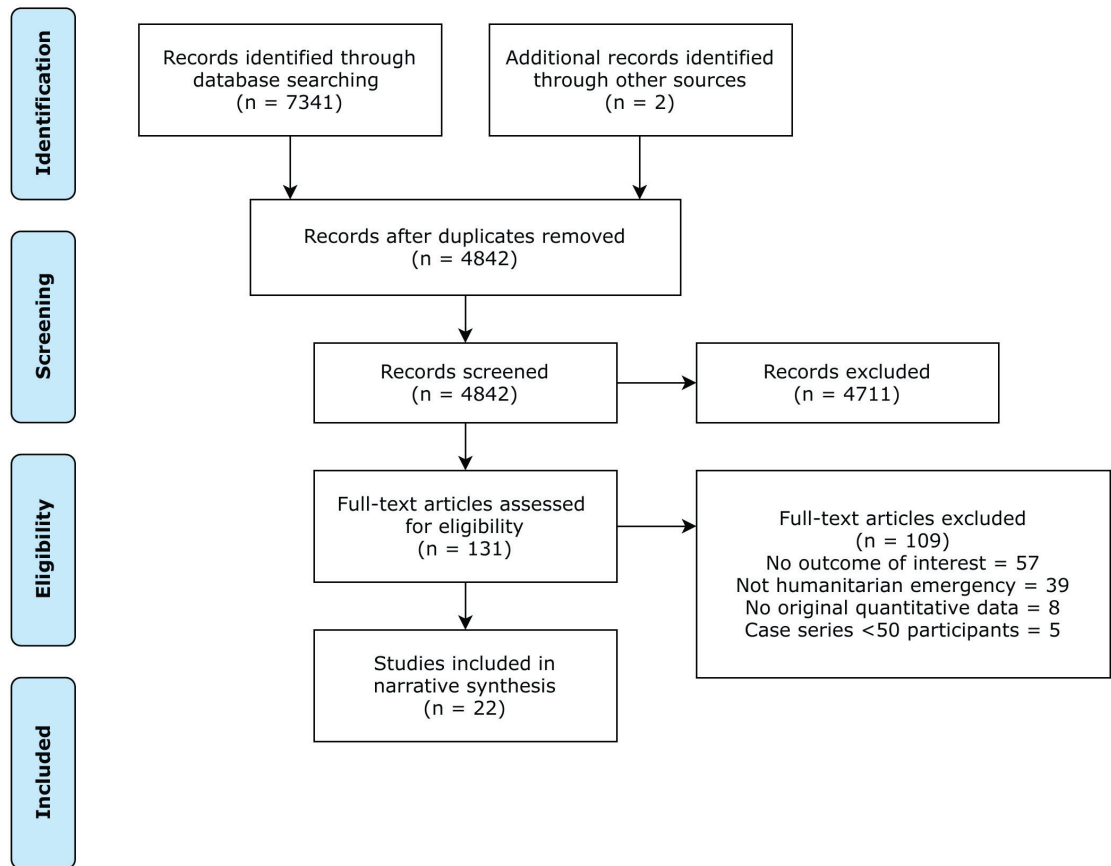 Identification
Records identified through
database searching
(n = 7341)
Additional records identified
through other sources
(n = 2)
Screening
Records after duplicates removed
(n = 4842)
Records screened
(n = 4842)
Records excluded
(n = 4711)
Eligibility
Full-text articles assessed
for eligibility
(n = 131)
Full-text articles excluded
(n = 109)
No outcome of interest = 57
Not humanitarian emergency = 39
No original quantitative data = 8
Case series <50 participants = 5
Included
Studies included in
narrative synthesis
(n = 22)